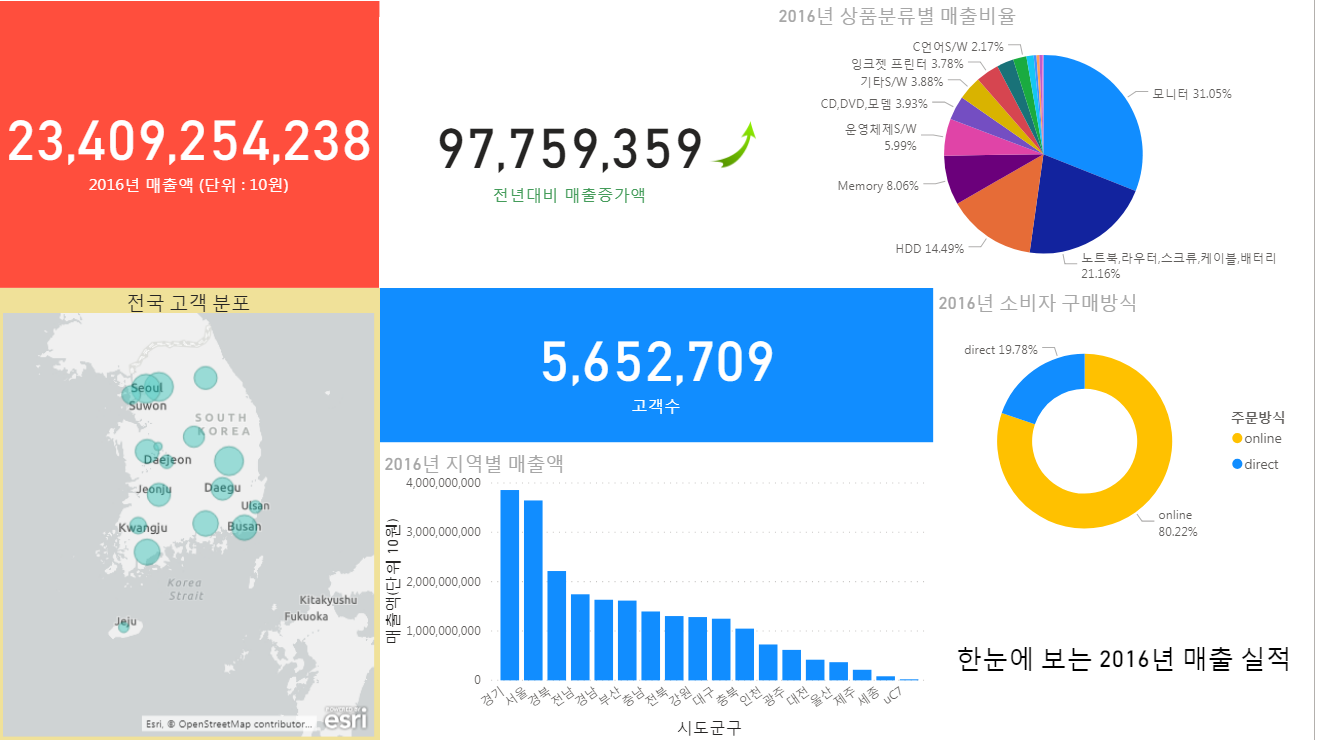 23,409,254,238
2016년 매출액 (단위 : 10원)
97,759,359
전년대비 매출증가액
2016년 상품분류별 매출비율
C언어S/W 2.17%
잉크젯 프린터 3.78%
기타S/W 3.88%
CD,DVD,모뎀 3.93%
운영체제S/W
5.99%
Memory 8.06%
HDD 14.49%
모니터 31.05%
노트북,라우터,스크류,케이블,배터리
21.16%
전국 고객 분포
Seoul
Suwon
SOUTH
KOREA
Daejeon
Jeonju
Daegu
Ulsan
Kwangju
Busan
Korea
Strait
Kitakyushu
Fukuoka
Jeju
Esri, © OpenStreetMap contributor...
POWERED BY
esri
5,652,709
고객수
2016년 지역별 매출액
매출액(단위 10원)
4,000,000,000
3,000,000,000
2,000,000,000
1,000,000,000
0
경기
서울
경북
전남
경남
부산
충남
전북
강원
대구
충북
인천
광주
대전
울산
제주
세종
uC7
시도군구
2016년 소비자 구매방식
direct 19.78%
online
80.22%
주문방식
online
direct
한눈에 보는 2016년 매출 실적